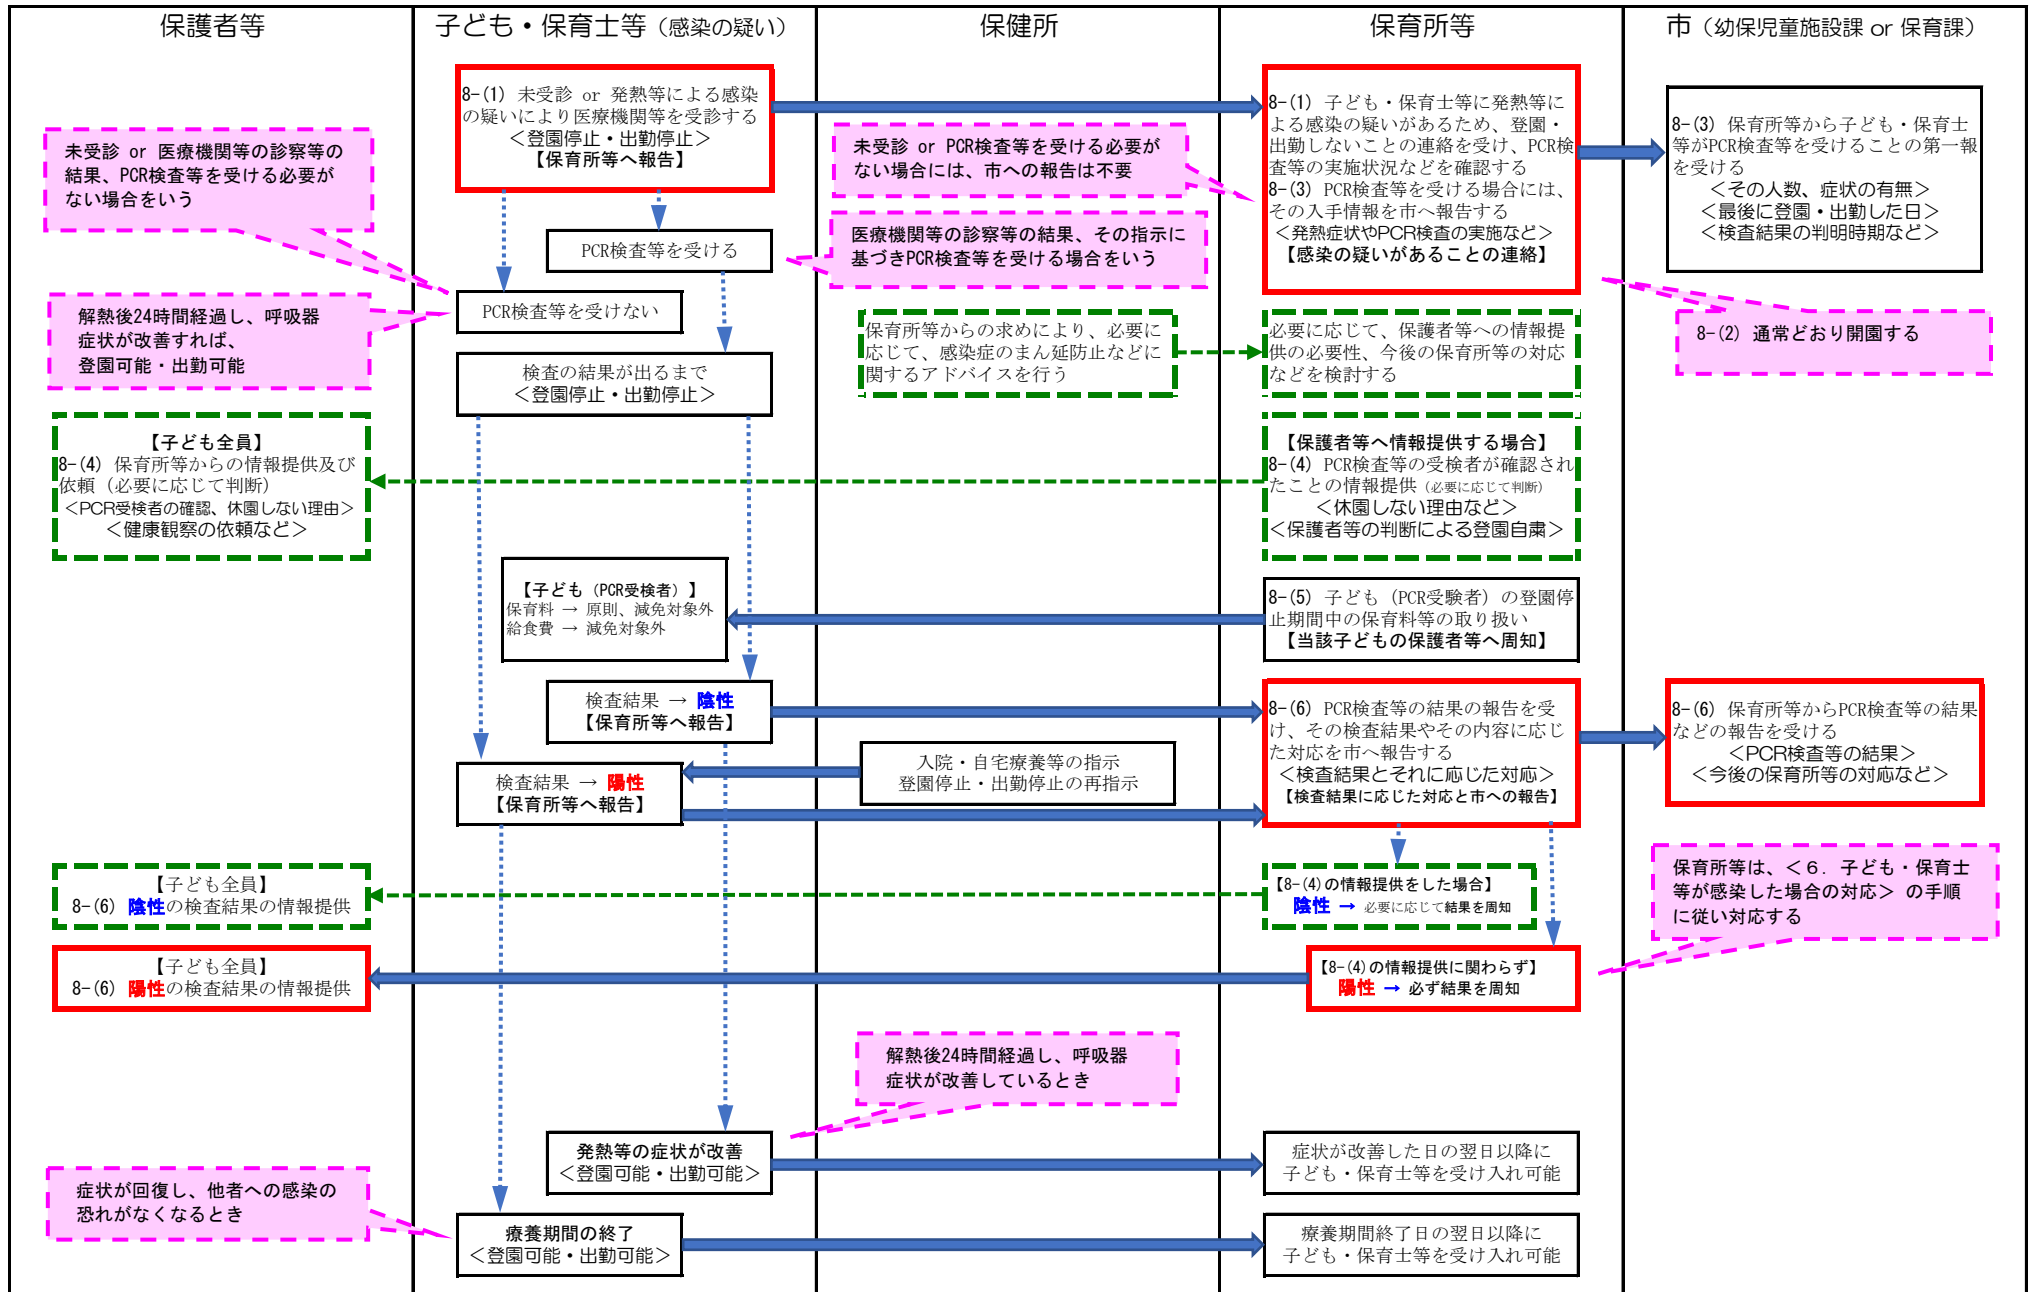 保護者等
子ども・保育士等（感染の疑い）
保健所
保育所等
市（幼保児童施設課 or 保育課）
8-(1) 未受診 or 発熱等による感染
の疑いにより医療機関等を受診する
＜登園停止・出勤停止＞
【保育所等へ報告】
8-(1) 子ども・保育士等に発熱等に
よる感染の疑いがあるため、登園・
出勤しないことの連絡を受け、PCR検
査等の実施状況などを確認する
8-(3) PCR検査等を受ける場合には、
その入手情報を市へ報告する
＜発熱症状やPCR検査の実施など＞
【感染の疑いがあることの連絡】
8-(3) 保育所等から子ども・保育士
等がPCR検査等を受けることの第一報
を受ける
＜その人数、症状の有無＞
＜最後に登園・出勤した日＞
＜検査結果の判明時期など＞
未受診 or 医療機関等の診察等の
結果、PCR検査等を受ける必要が
ない場合をいう
未受診 or PCR検査等を受ける必要が
ない場合には、市への報告は不要
PCR検査等を受ける
医療機関等の診察等の結果、その指示に
基づきPCR検査等を受ける場合をいう
PCR検査等を受けない
解熱後24時間経過し、呼吸器
症状が改善すれば、
登園可能・出勤可能
検査の結果が出るまで
＜登園停止・出勤停止＞
保育所等からの求めにより、必要に
応じて、感染症のまん延防止などに
関するアドバイスを行う
必要に応じて、保護者等への情報提
供の必要性、今後の保育所等の対応
などを検討する
8-(2) 通常どおり開園する
【子ども全員】
8-(4) 保育所等からの情報提供及び
依頼（必要に応じて判断）
＜PCR受検者の確認、休園しない理由＞
＜健康観察の依頼など＞
【保護者等へ情報提供する場合】
8-(4) PCR検査等の受検者が確認され
たことの情報提供（必要に応じて判断）
＜休園しない理由など＞
＜保護者等の判断による登園自粛＞
【子ども（PCR受検者）】
保育料 → 原則、減免対象外
給食費 → 減免対象外
8-(5) 子ども（PCR受験者）の登園停
止期間中の保育料等の取り扱い
【当該子どもの保護者等へ周知】
検査結果 → 陰性
【保育所等へ報告】
8-(6) PCR検査等の結果の報告を受
け、その検査結果やその内容に応じ
た対応を市へ報告する
＜検査結果とそれに応じた対応＞
【検査結果に応じた対応と市への報告】
8-(6) 保育所等からPCR検査等の結果
などの報告を受ける
＜PCR検査等の結果＞
＜今後の保育所等の対応など＞
入院・自宅療養等の指示
登園停止・出勤停止の再指示
検査結果 → 陽性
【保育所等へ報告】
【子ども全員】
8-(6) 陰性の検査結果の情報提供
【8-(4)の情報提供をした場合】
陰性 → 必要に応じて結果を周知
保育所等は、＜６．子ども・保育士
等が感染した場合の対応＞ の手順
に従い対応する
【子ども全員】
8-(6) 陽性の検査結果の情報提供
【8-(4)の情報提供に関わらず】
陽性 → 必ず結果を周知
解熱後24時間経過し、呼吸器
症状が改善しているとき
発熱等の症状が改善
＜登園可能・出勤可能＞
症状が改善した日の翌日以降に
子ども・保育士等を受け入れ可能
症状が回復し、他者への感染の
恐れがなくなるとき
療養期間の終了
＜登園可能・出勤可能＞
療養期間終了日の翌日以降に
子ども・保育士等を受け入れ可能